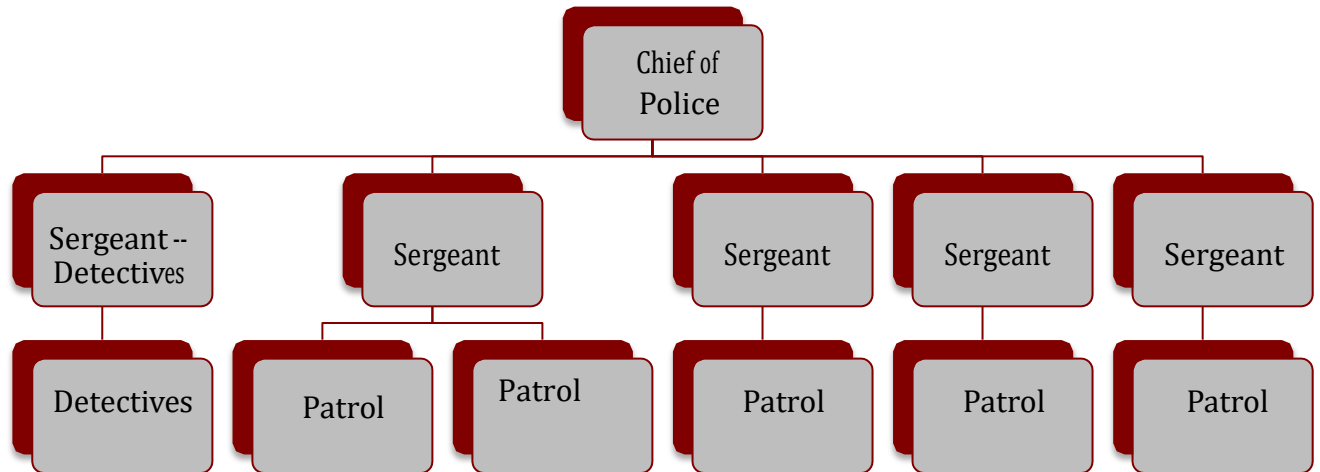 Chief of
Police
Sergeant --
Detectives
Sergeant
Sergeant
Sergeant
Sergeant
Detectives
Patrol
Patrol
Patrol
Patrol
Patrol